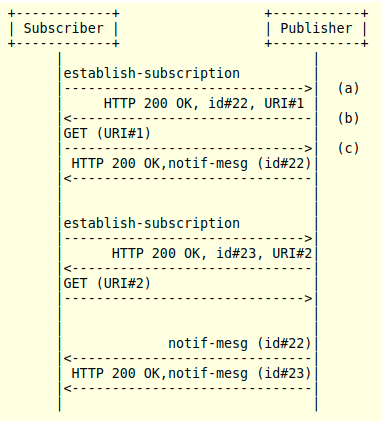 Subscriber Publisher
establish-subscription
(a)
HTTP 200 OK, id#22, URI#1
(b)
GET (URI#1)
(c)
HTTP 200 OK,notif-mesg (id#22)
establish-subscription
HTTP 200 OK, id#23, URI#2
GET (URI#2)
notif-mesg (id#22)
HTTP 200 OK,notif-mesg (id#23)